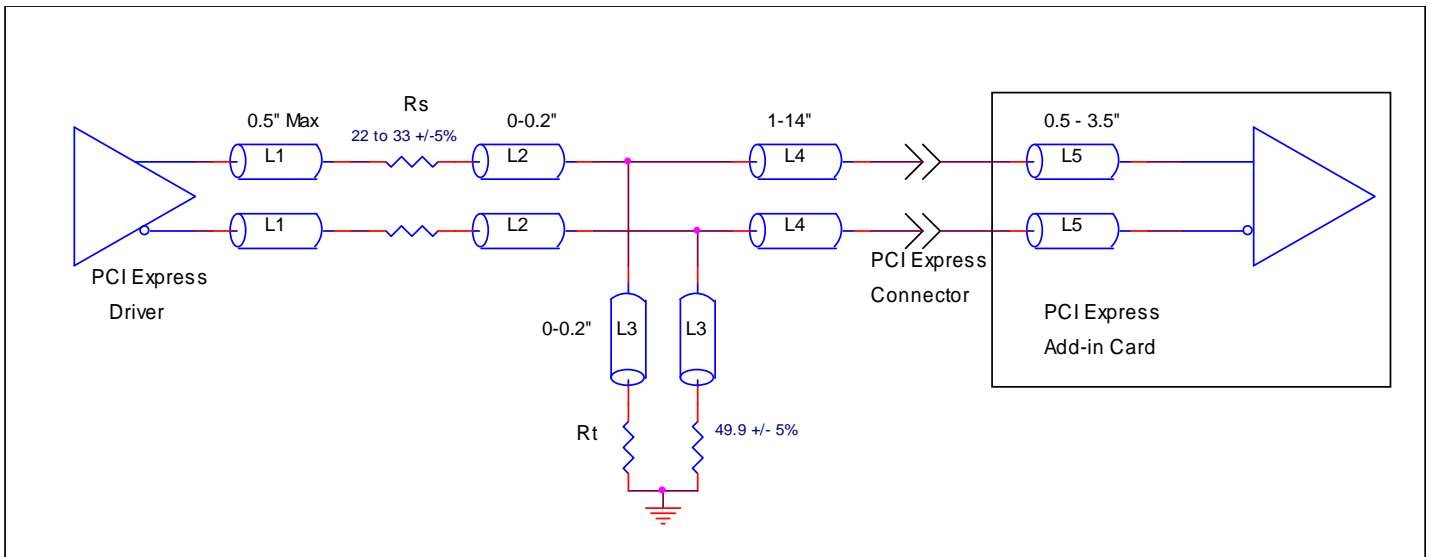 Rs
0.5" Max
22 to 33 +/-5%
0-0.2"
1-14"
0.5 - 3.5"
L1
L2
L4
L5
L1
L2
L4
L5
PCI Express
Driver
PCI Express
Connector
PCI Express
Add-in Card
0-0.2"
L3
L3
Rt
49.9 +/- 5%